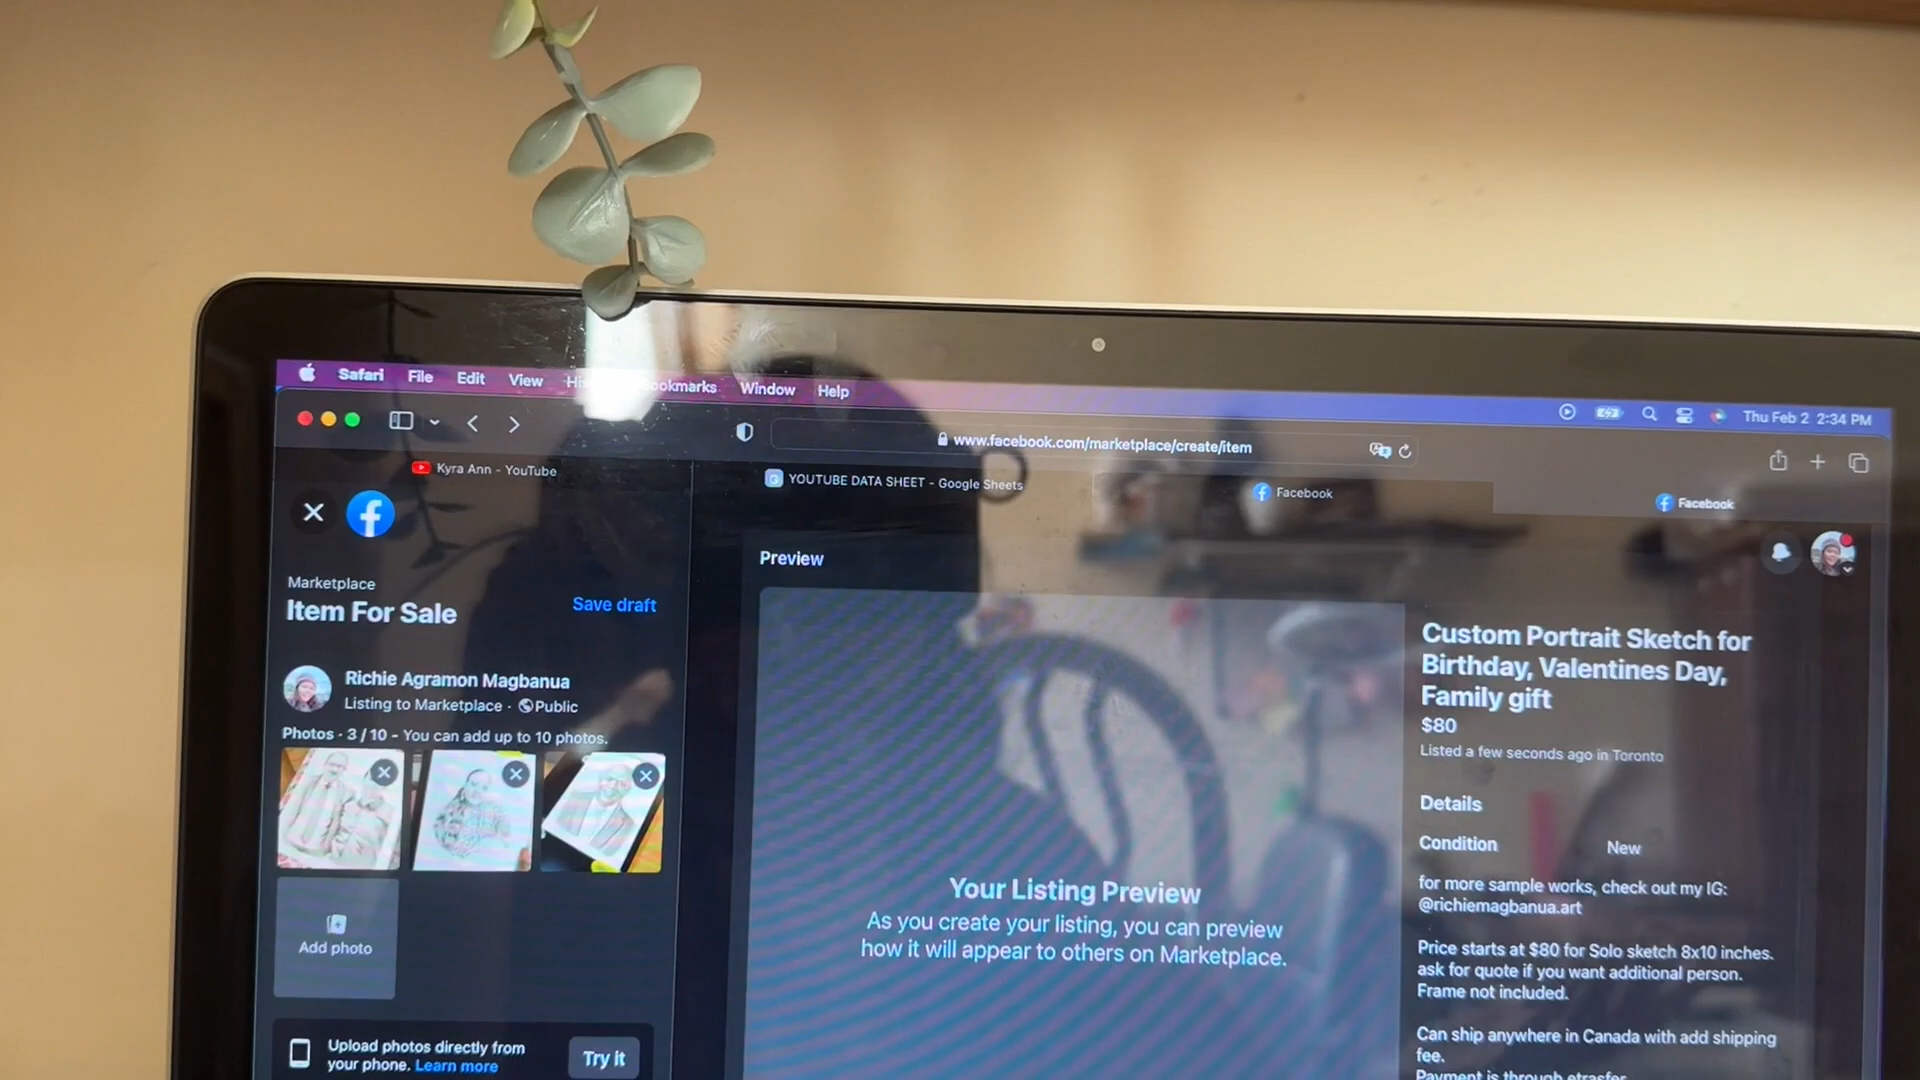 Safari File Edit View His ookmarks Window Help
Thu Feb 2 2:34 PM
www.facebook.com/marketplace/create/item
Kyra Ann - YouTube
YOUTUBE DATA SHEET - Google Sheets
Facebook
Facebook
Marketplace
Item For Sale
Save draft
Richie Agramon Magbanua
Listing to Marketplace · Public
Photos · 3 / 10 - You can add up to 10 photos.
Add photo
Upload photos directly from
your phone. Learn more
Try it
Preview
Your Listing Preview
As you create your listing, you can preview
how it will appear to others on Marketplace.
Custom Portrait Sketch for
Birthday, Valentines Day,
Family gift
$80
Listed a few seconds ago in Toronto
Details
Condition New
for more sample works, check out my IG:
@richiemagbanua.art
Price starts at $80 for Solo sketch 8x10 inches.
ask for quote if you want additional person.
Frame not included.
Can ship anywhere in Canada with add shipping
fee.
Payment is through etrasfer